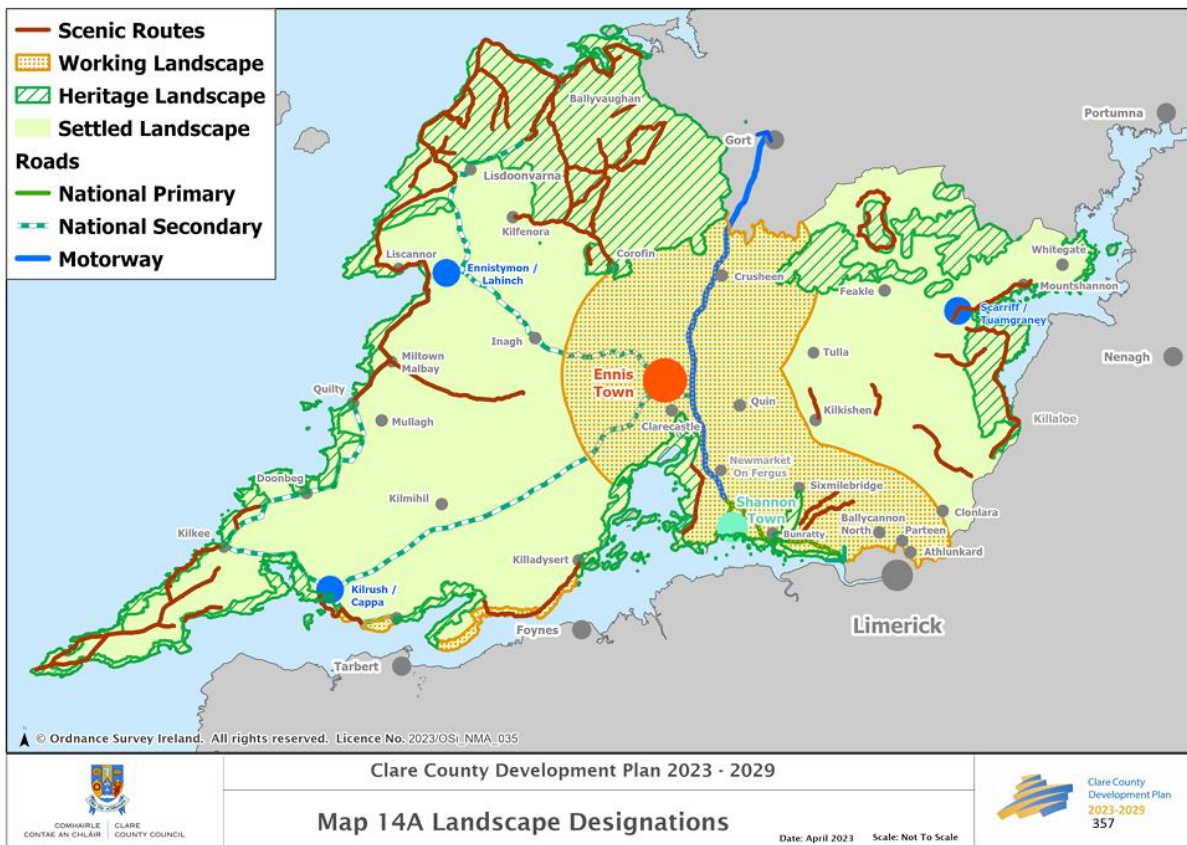 Scenic Routes
Working Landscape
Heritage Landscape
Settled Landscape
Roads
National Primary
National Secondary
Motorway
Ballyvaughan
Gort
Portumna
Lisdoonvarna
Kilfenora
Corofin
Liscannor
Ennistymon /
Lahinch
Crusheen
Feakle
Whitegate
Mountshannon
Scarriff /
Tuamgraney
Inagh
Tulla
Nenagh
Miltown
Malbay
Ennis
Town
Quilty
Mullagh
Quin
Kilkishen
Killaloe
Clarecastle
Newmarket
On Fergus
Sixmilebridge
Doonbeg
Kilmihil
Shannon
Town
Ballycannon
North
Parteen
Clonlara
Bunratty
Athlunkard
Kilkee
Killadysert
Kilrush /
Cappa
Foynes
Limerick
Tarbert
© Ordnance Survey Ireland. All rights reserved. Licence No. 2023/OSi_NMA_035
COMHAIRLE
CONTAE AN CHLÁIR
CLARE
COUNTY COUNCIL
Clare County Development Plan 2023 - 2029
Map 14A Landscape Designations
Date: April 2023 Scale: Not To Scale
Clare County
Development Plan
2023-2029
357